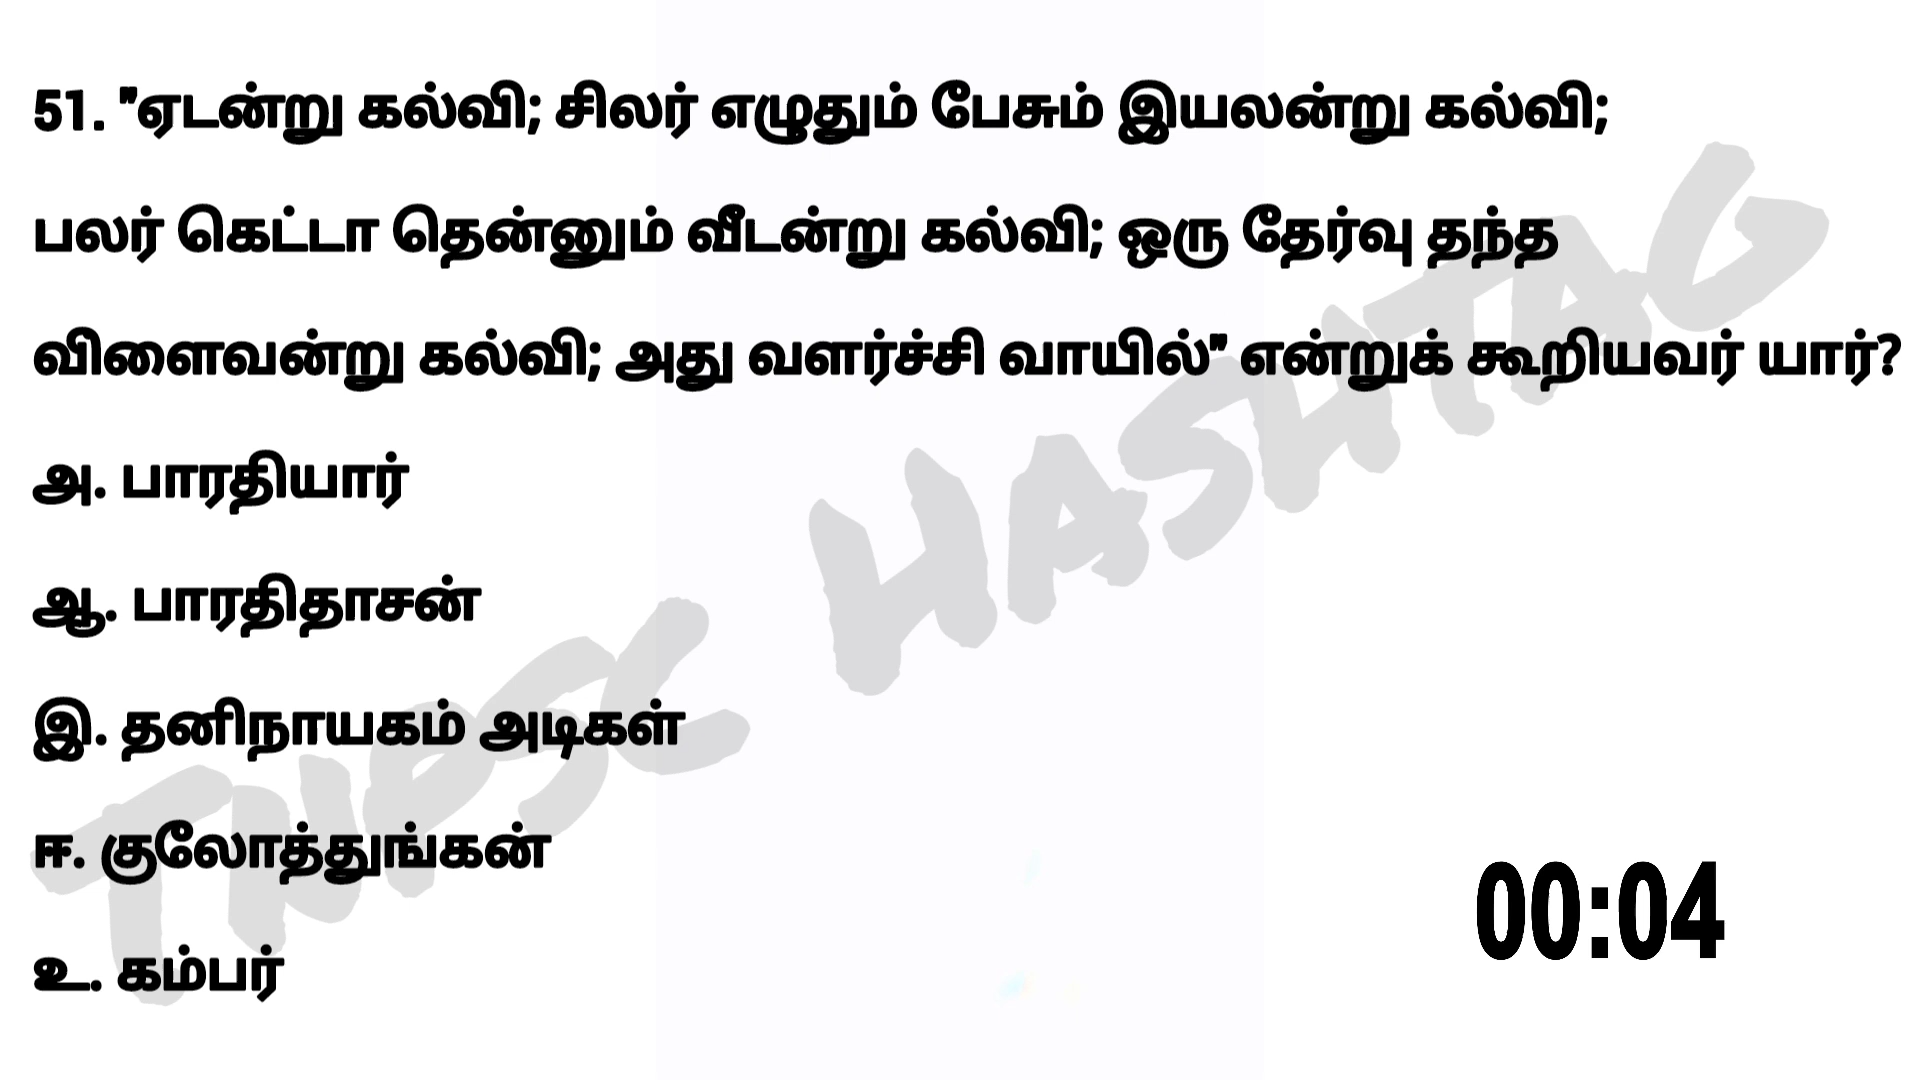 51. "ஏடன்று கல்வி; சிலர் எழுதும் பேசும் இயலன்று கல்வி;
பலர் கெட்டா தென்னும் வீடன்று கல்வி; ஒரு தேர்வு தந்த
விளைவன்று கல்வி; அது வளர்ச்சி வாயில்" என்றுக் கூறியவர் யார்?
அ. பாரதியார்
ஆ. பாரதிதாசன்
இ. தனிநாயகம் அடிகள்
ஈ. குலோத்துங்கன்
உ. கம்பர்
00:04
TNPSC HASHTAG